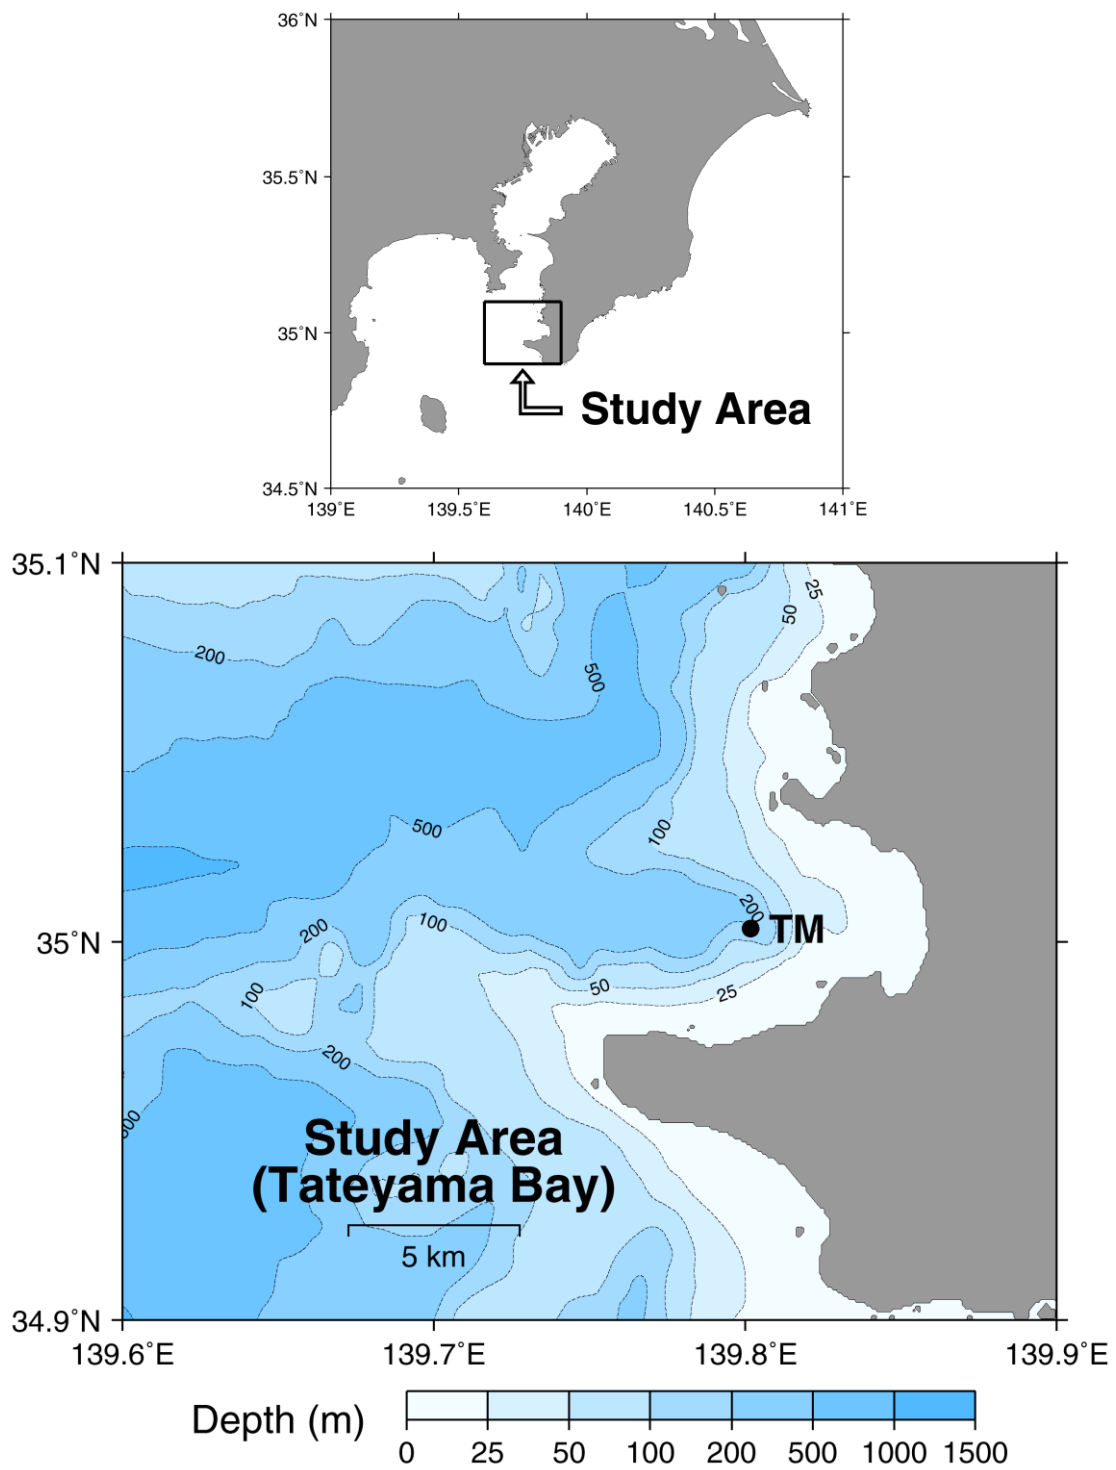 36˚N
35.5˚N
35˚N
34.5˚N
139˚E 139.5˚E 140˚E 140.5˚E 141˚E
Study Area
35.1˚N
35˚N
34.9˚N
25
50
200
500
100
500
200
TM
200
100
50
25
100
200
500
Study Area
(Tateyama Bay)
5 km
139.6˚E 139.7˚E 139.8˚E 139.9˚E
Depth (m)
0 25 50 100 200 500 1000 1500